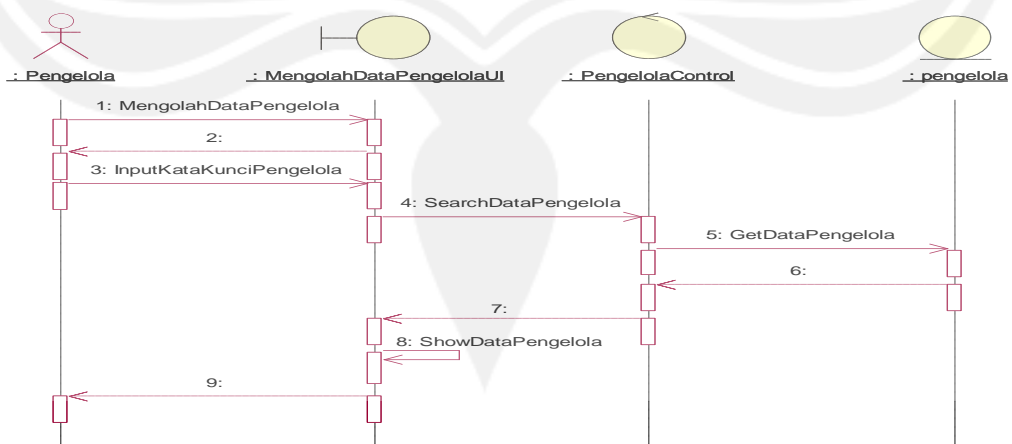 : Pengelola
: MengolahDataPengelolaUI
: PengelolaControl
: pengelola
1: MengolahDataPengelola
2:
3: InputKataKunciPengelola
4: SearchDataPengelola
5: GetDataPengelola
6:
7:
8: ShowDataPengelola
9: